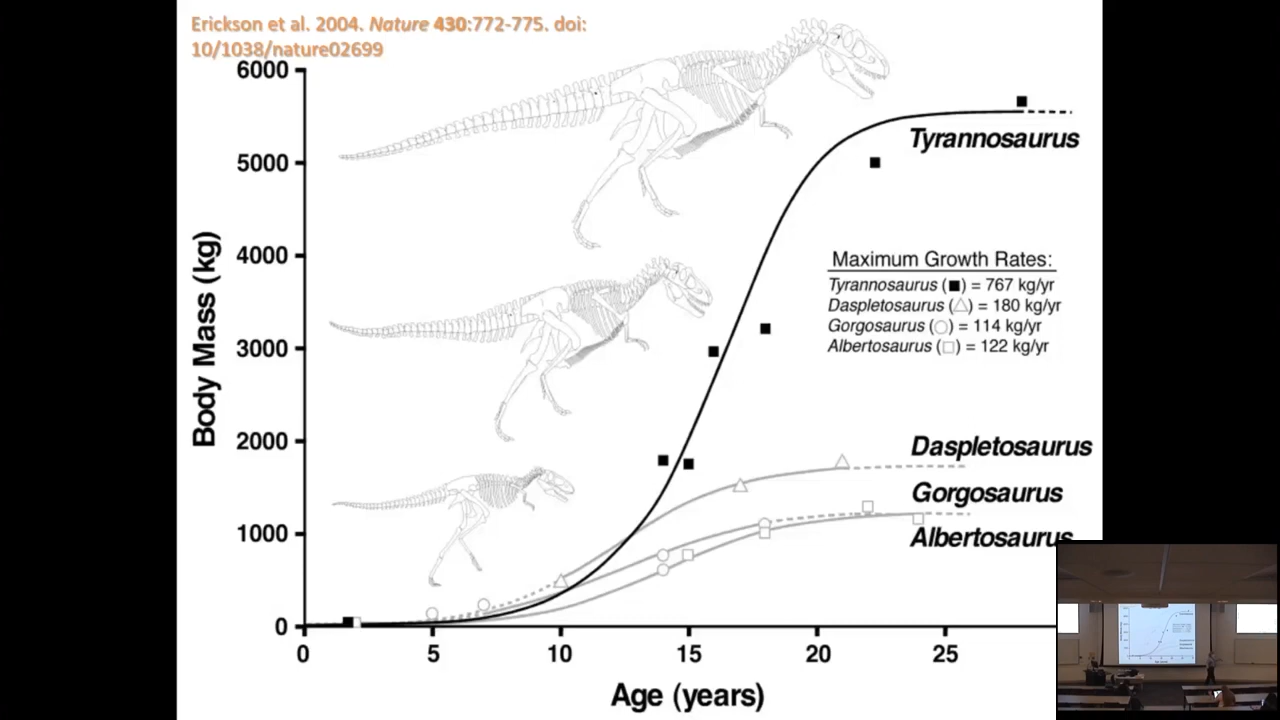 Erickson et al. 2004. Nature 430:772-775. doi:
10/1038/nature02699
6000
5000
4000
3000
2000
1000
0
Body Mass (kg)
Tyrannosaurus
Maximum Growth Rates:
Tyrannosaurus (■) = 767 kg/yr
Daspletosaurus (△) = 180 kg/yr
Gorgosaurus (○) = 114 kg/yr
Albertosaurus (□) = 122 kg/yr
Daspletosaurus
Gorgosaurus
Albertosaurus
0 5 10 15 20 25
Age (years)